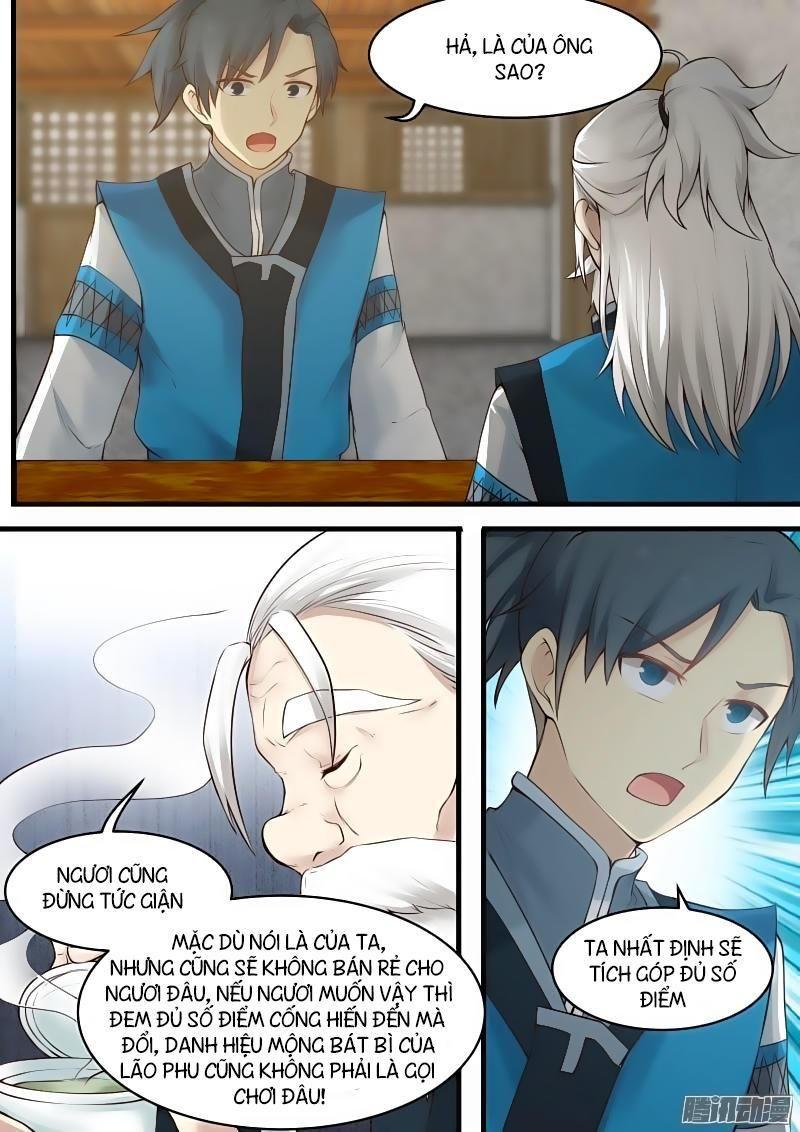 HẢ, LÀ CỦA ÔNG
SAO?
NGƯƠI CŨNG
ĐỪNG TỨC GIẬN
MẶC DÙ NÓI LÀ CỦA TA,
NHƯNG CŨNG SẼ KHÔNG BÁN RẺ CHO
NGƯƠI ĐÂU, NẾU NGƯƠI MUỐN VẬY THÌ
ĐEM ĐỦ SỐ ĐIỂM CỐNG HIẾN ĐẾN MÀ
ĐỔI, DANH HIỆU MỘNG BÁT BÌ CỦA
LÃO PHU CŨNG KHÔNG PHẢI LÀ GỌI
CHƠI ĐÂU!
TA NHẤT ĐỊNH SẼ
TÍCH GÓP ĐỦ SỐ
ĐIỂM
腾讯动漫